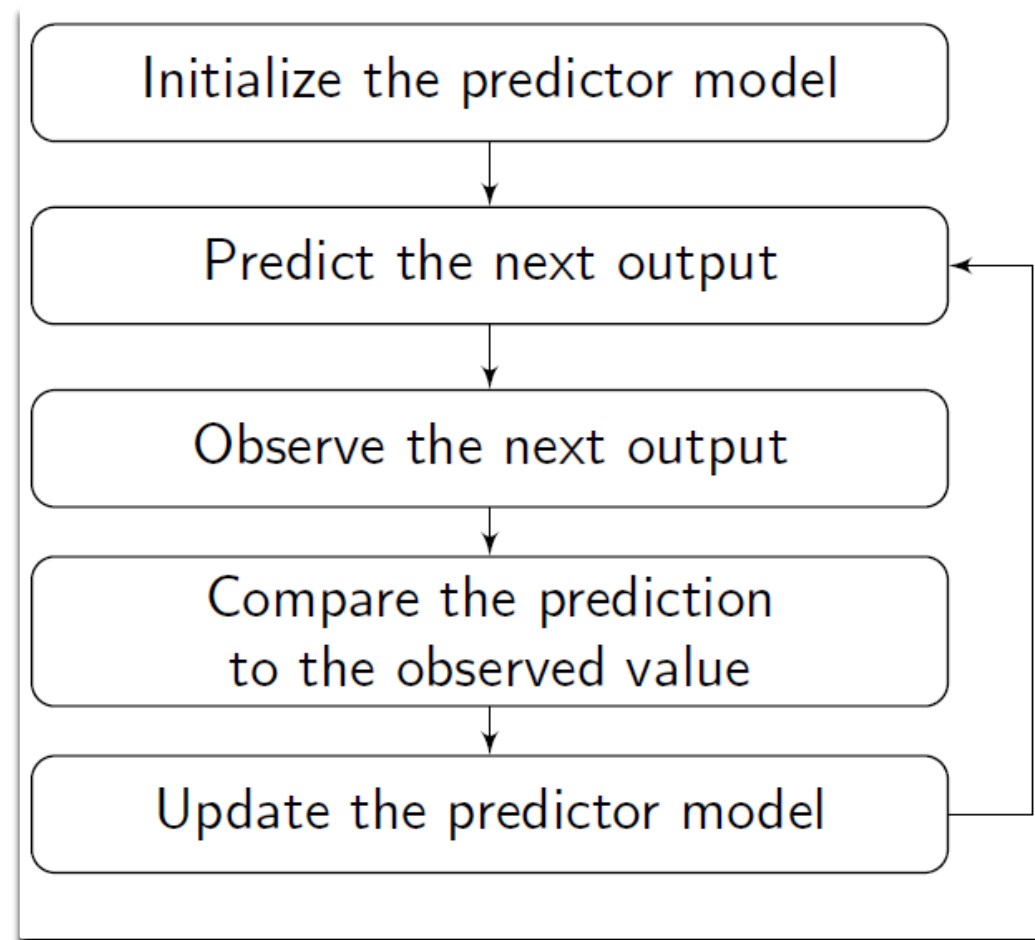 Initialize the predictor model
Predict the next output
Observe the next output
Compare the prediction
to the observed value
Update the predictor model